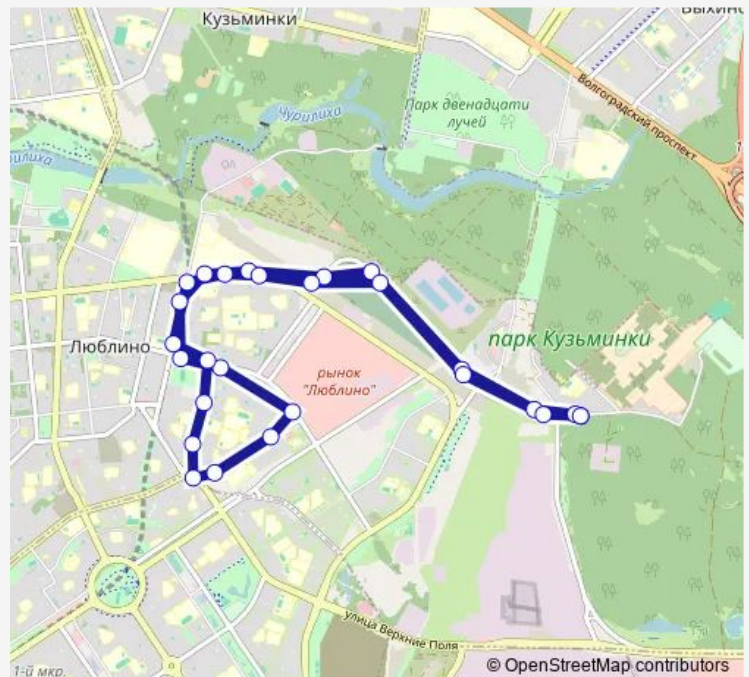 Кузьминки
Парк двенадцати
лучей
Чурилиха
Волгоградский проспект
Люблино
парк Кузьминки
рынок
"Люблино"
улица Верхние Поля
1-й мкр.
© OpenStreetMap contributors